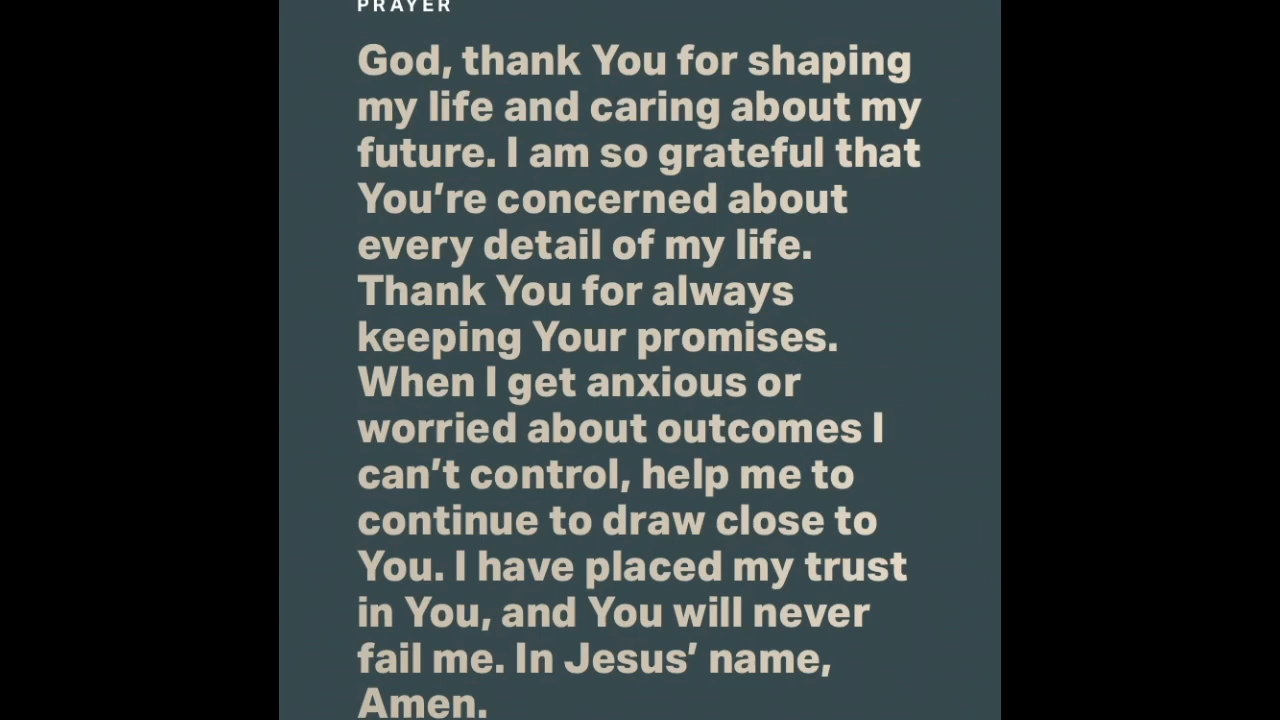 PRAYER
God, thank You for shaping
my life and caring about my
future. I am so grateful that
You’re concerned about
every detail of my life.
Thank You for always
keeping Your promises.
When I get anxious or
worried about outcomes I
can’t control, help me to
continue to draw close to
You. I have placed my trust
in You, and You will never
fail me. In Jesus’ name,
Amen.